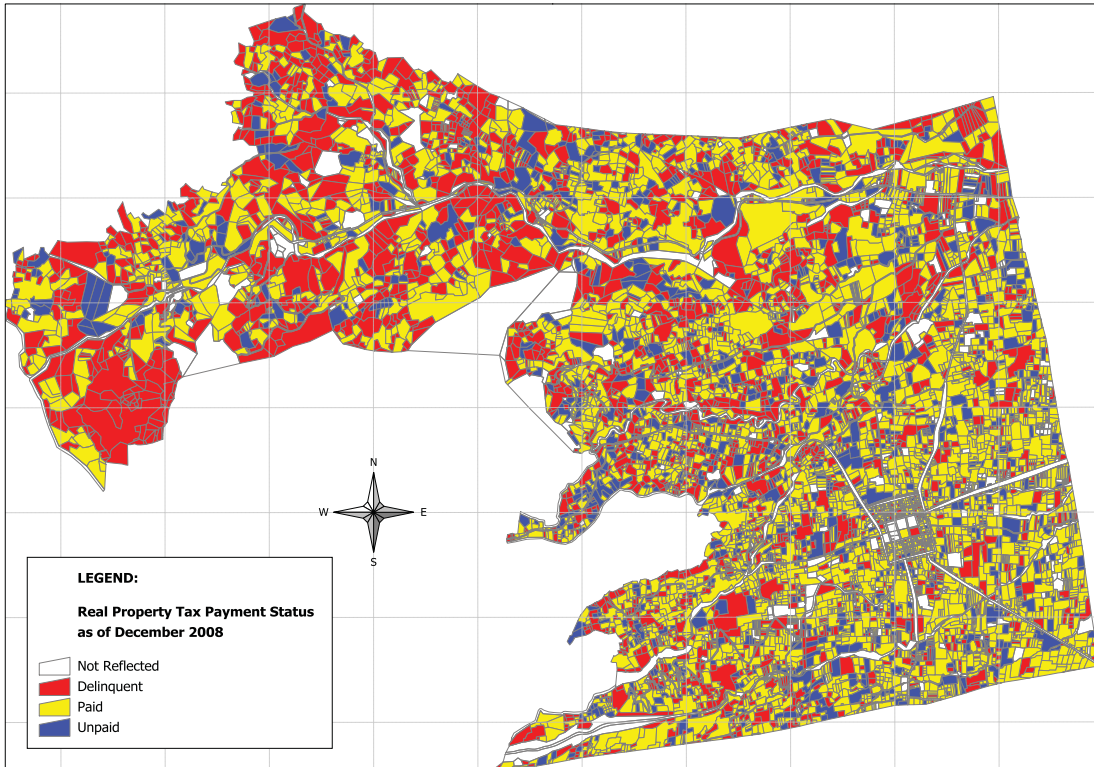 N
W
E
S
LEGEND:
Real Property Tax Payment Status
as of December 2008
Not Reflected
Delinquent
Paid
Unpaid